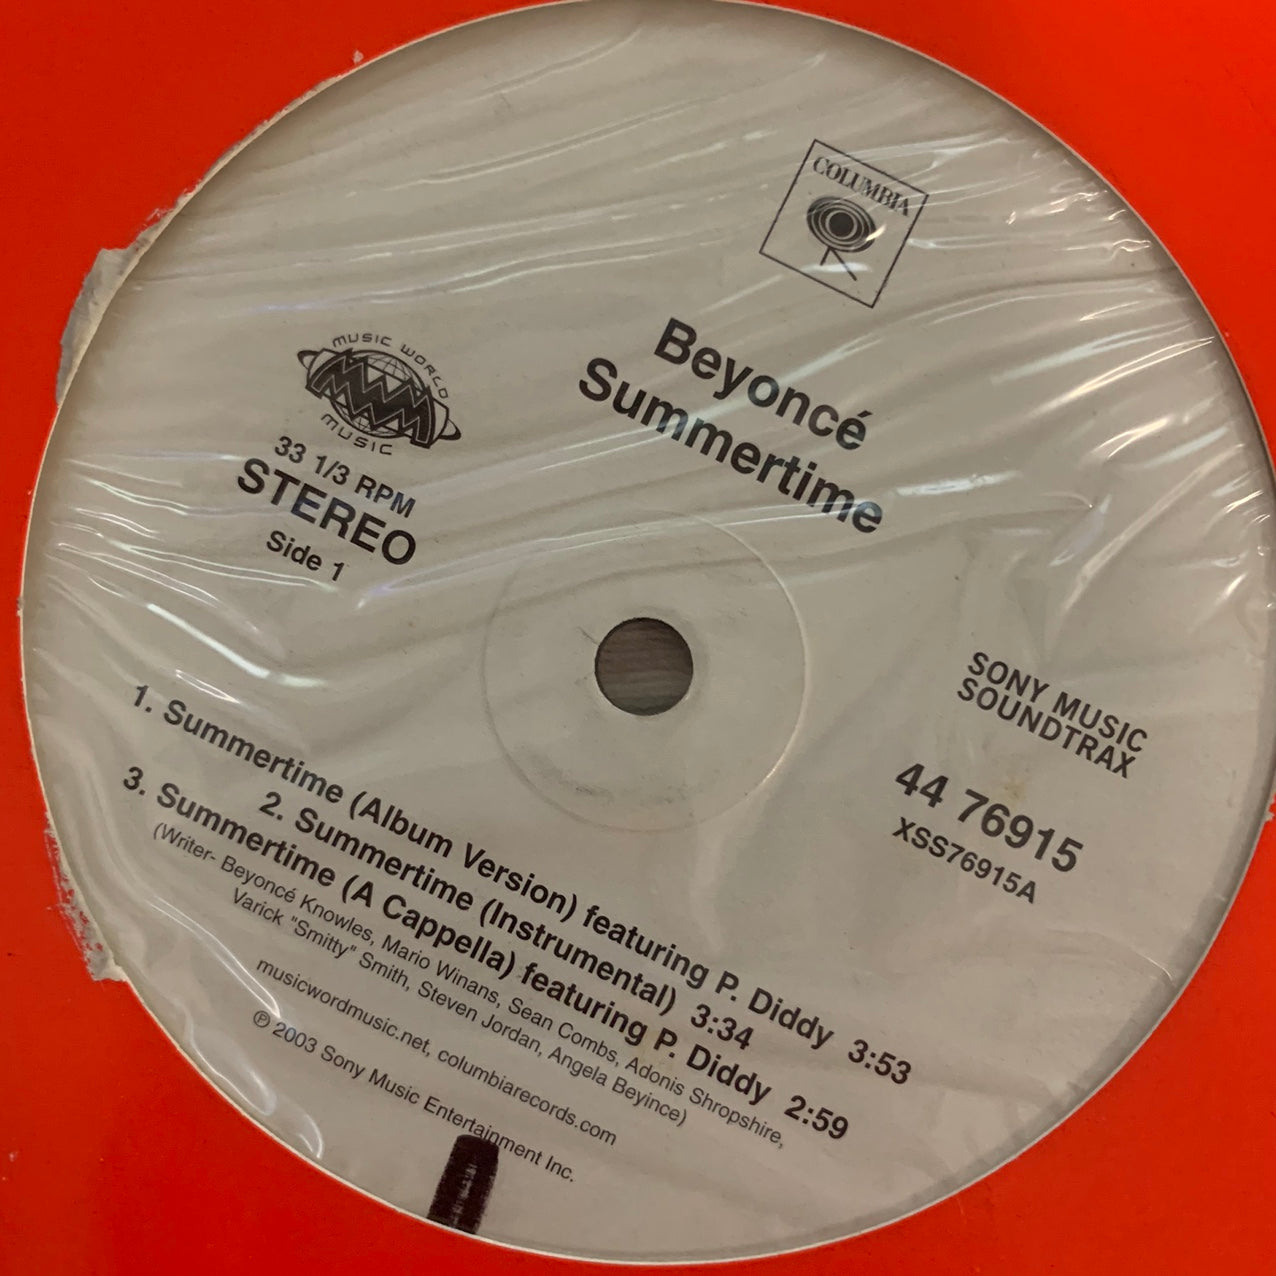 COLUMBIA
Beyoncé
Summertime
MUSIC WORLD
MUSIC
33 1/3 RPM
STEREO
Side 1
SONY MUSIC
SOUNDTRAX
44 76915
XSS76915A
1. Summertime (Album Version) featuring P. Diddy 3:53
2. Summertime (Instrumental) 3:34
3. Summertime (A Cappella) featuring P. Diddy 2:59
(Writer- Beyoncé Knowles, Mario Winans, Sean Combs, Adonis Shropshire,
Varick "Smitty" Smith, Steven Jordan, Angela Beyince)
musicwordmusic.net, columbiarecords.com
℗ 2003 Sony Music Entertainment Inc.